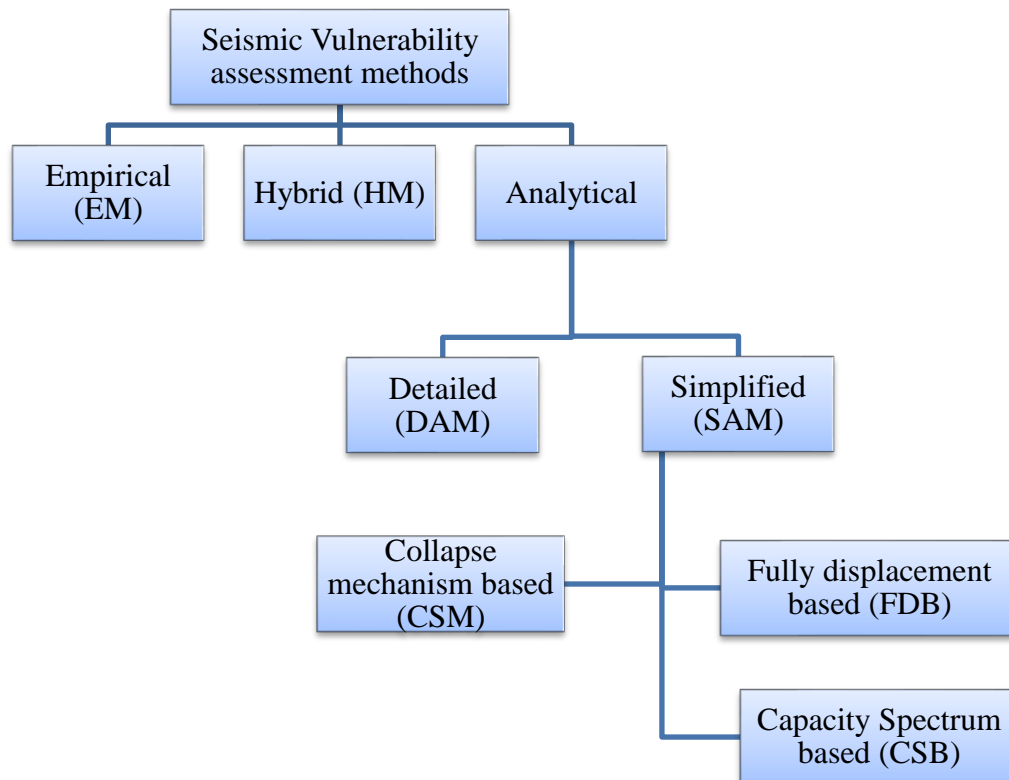 Seismic Vulnerability
assessment methods
Empirical
(EM)
Hybrid (HM)
Analytical
Detailed
(DAM)
Simplified
(SAM)
Collapse
mechanism based
(CSM)
Fully displacement
based (FDB)
Capacity Spectrum
based (CSB)